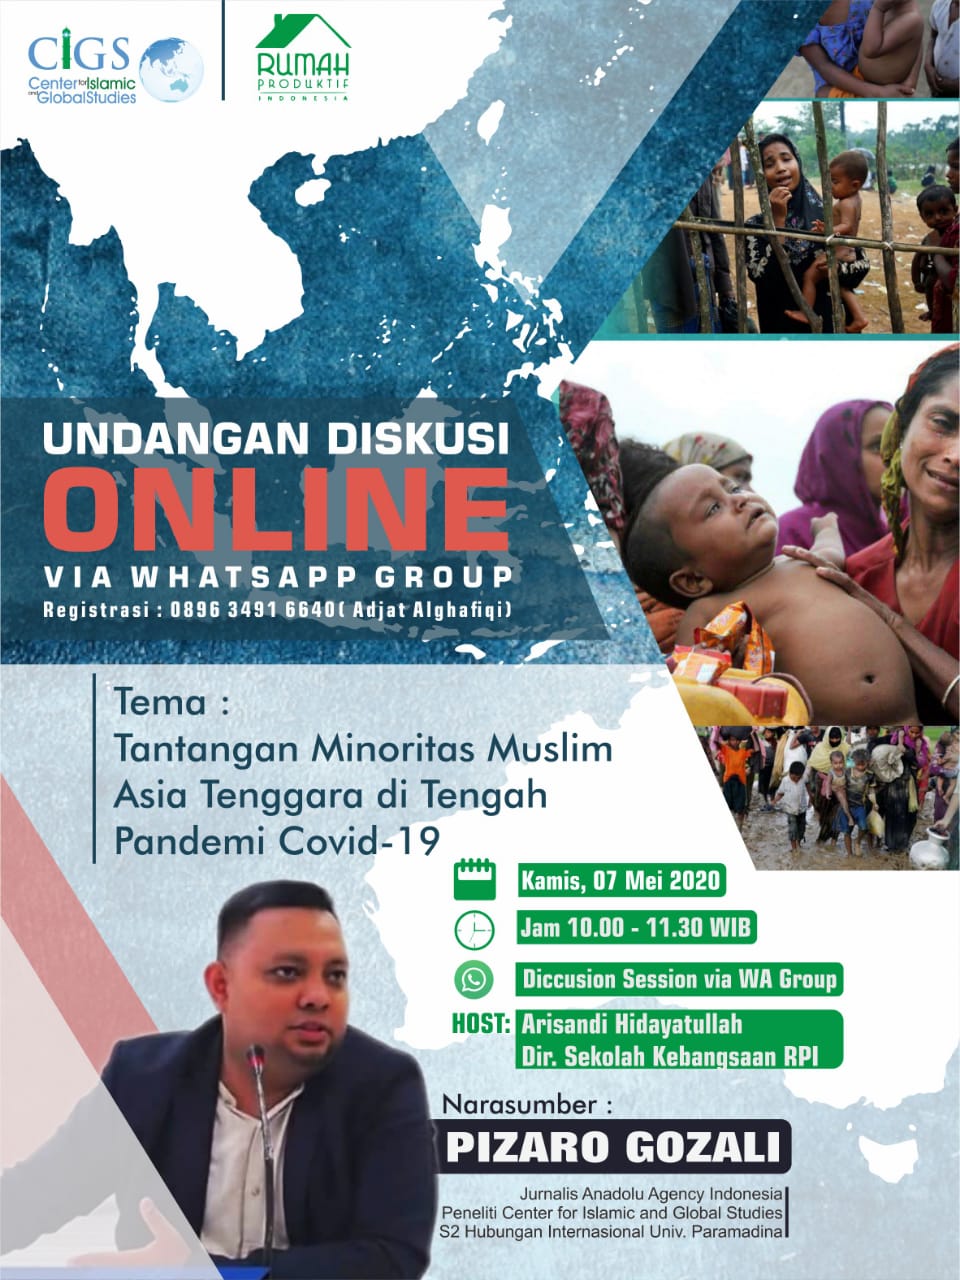 CIGS
Center for Islamic
and Global Studies
RUMAH
PRODUKTIF
INDONESIA
UNDANGAN DISKUSI
ONLINE
VIA WHATSAPP GROUP
Registrasi : 0896 3491 6640( Adjat Alghafiqi)
Tema :
Tantangan Minoritas Muslim
Asia Tenggara di Tengah
Pandemi Covid-19
Kamis, 07 Mei 2020
Jam 10.00 - 11.30 WIB
Diccusion Session via WA Group
HOST: Arisandi Hidayatullah
Dir. Sekolah Kebangsaan RPI
Narasumber :
PIZARO GOZALI
Jurnalis Anadolu Agency Indonesia
Peneliti Center for Islamic and Global Studies
S2 Hubungan Internasional Univ. Paramadina